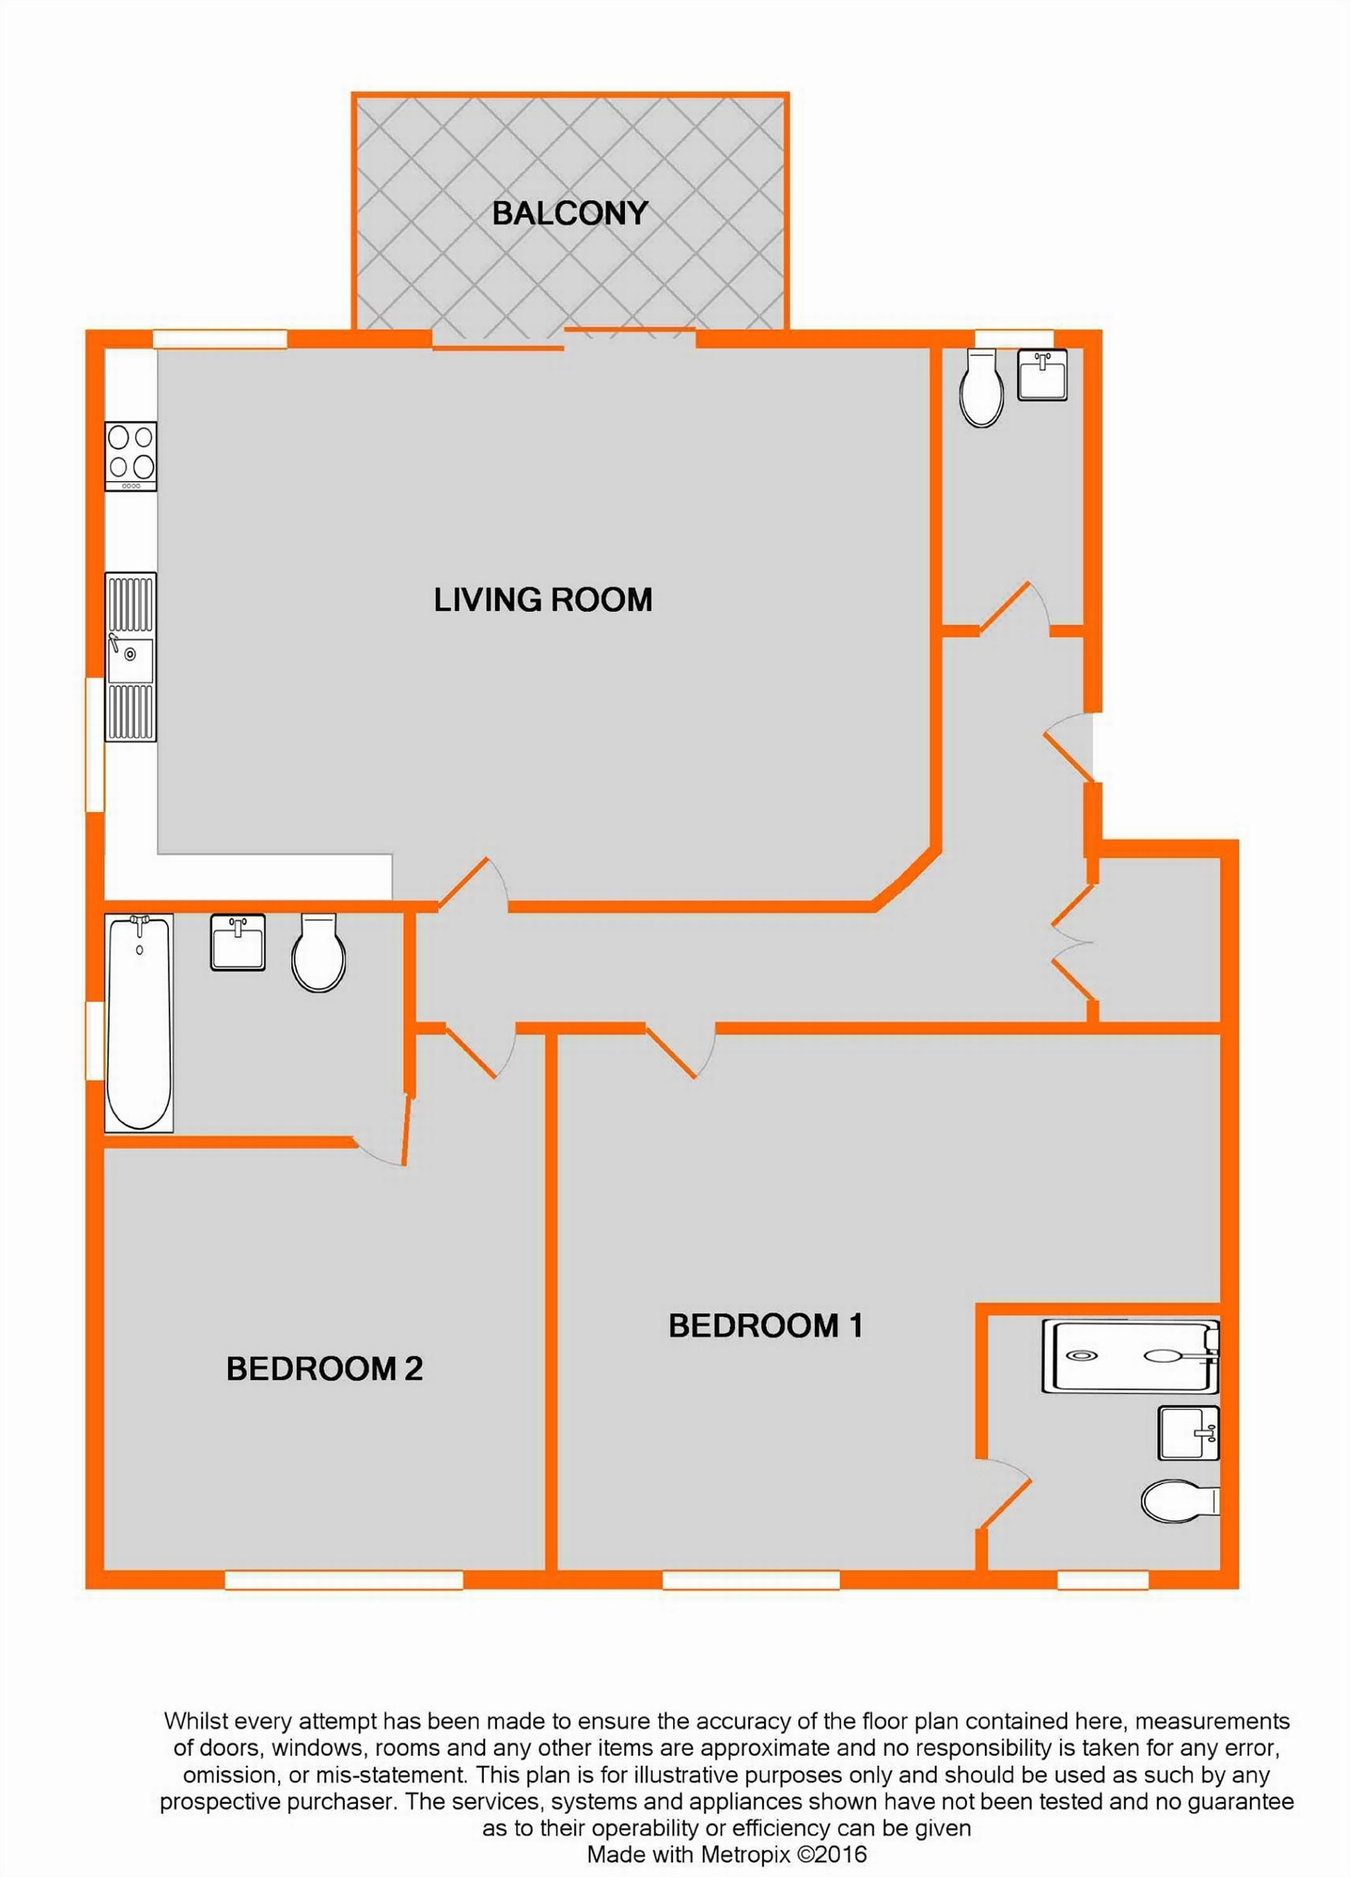 BALCONY
LIVING ROOM
BEDROOM 1
BEDROOM 2
Whilst every attempt has been made to ensure the accuracy of the floor plan contained here, measurements
of doors, windows, rooms and any other items are approximate and no responsibility is taken for any error,
omission, or mis-statement. This plan is for illustrative purposes only and should be used as such by any
prospective purchaser. The services, systems and appliances shown have not been tested and no guarantee
as to their operability or efficiency can be given
Made with Metropix ©2016